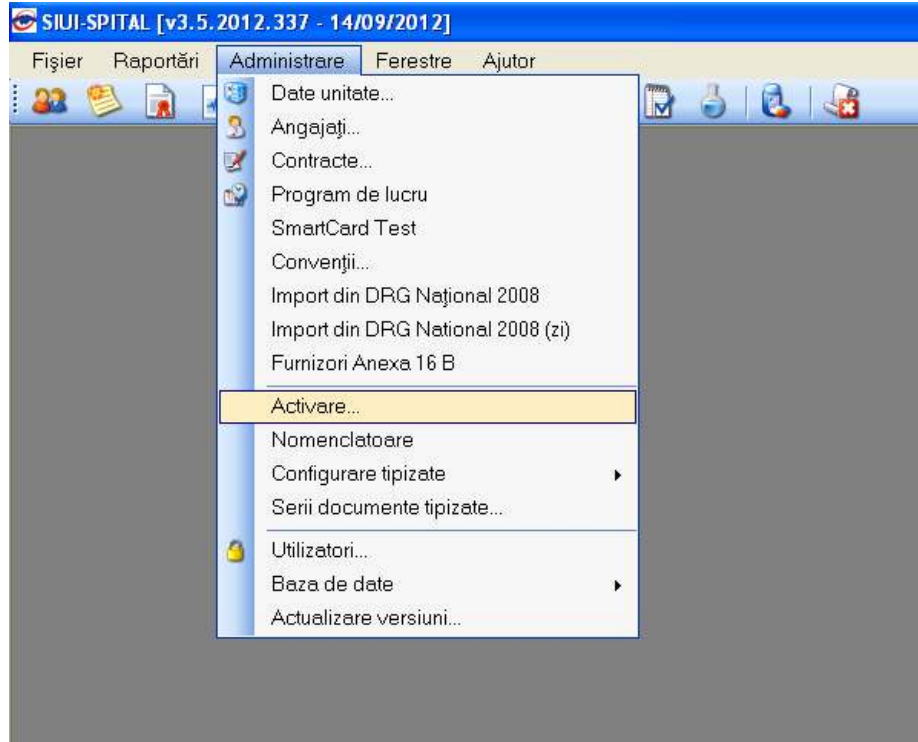 SIUI-SPITAL [v3.5.2012.337 - 14/09/2012]
Fişier Raportări Administrare Ferestre Ajutor
Date unitate...
Angajaţi...
Contracte...
Program de lucru
SmartCard Test
Convenţii...
Import din DRG Naţional 2008
Import din DRG National 2008 (zi)
Furnizori Anexa 16 B
Activare...
Nomenclatoare
Configurare tipizate
Serii documente tipizate...
Utilizatori...
Baza de date
Actualizare versiuni...